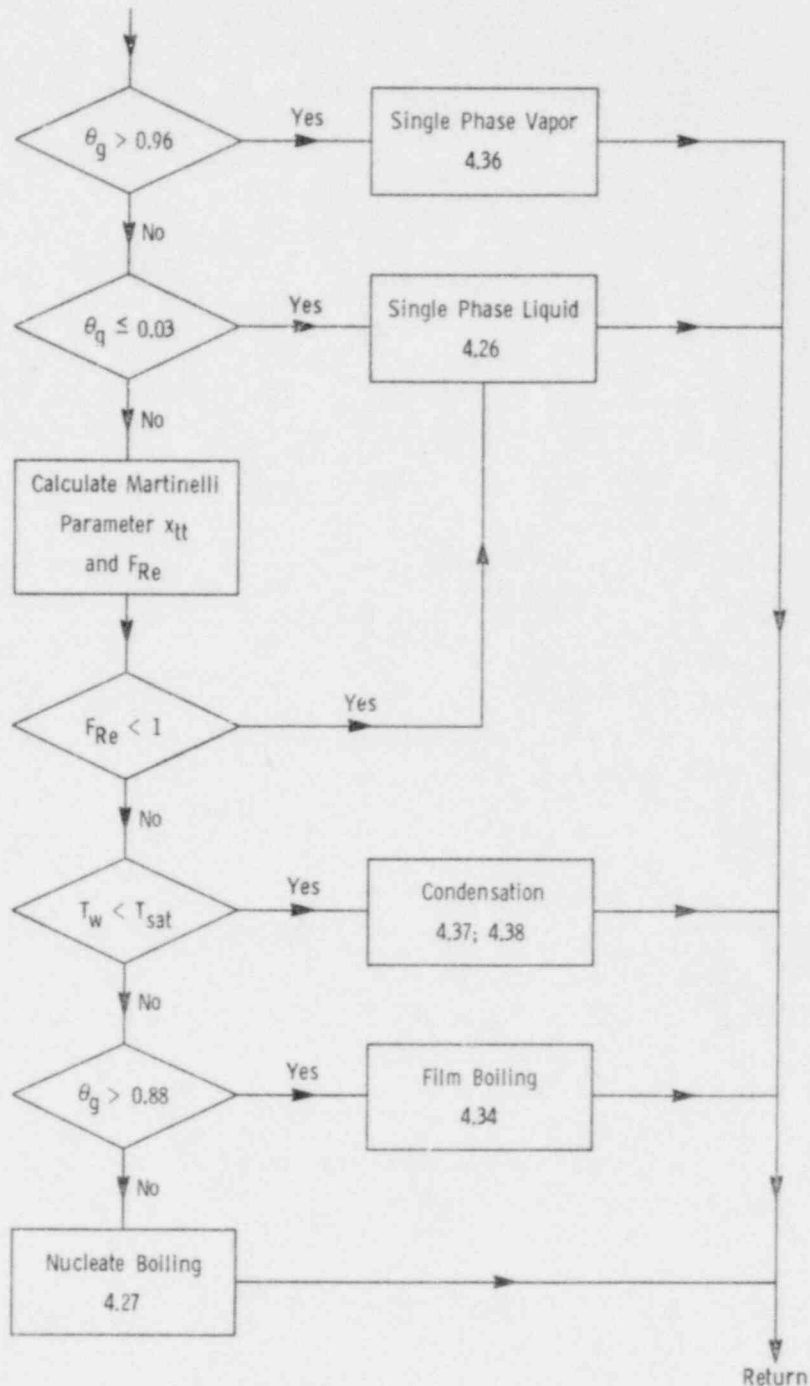 θg > 0.96
Yes
Single Phase Vapor
4.36
No
θg ≤ 0.03
Yes
Single Phase Liquid
4.26
No
Calculate Martinelli
Parameter xtt
and FRe
FRe < 1
Yes
No
Tw < Tsat
Yes
Condensation
4.37; 4.38
No
θg > 0.88
Yes
Film Boiling
4.34
No
Nucleate Boiling
4.27
Return